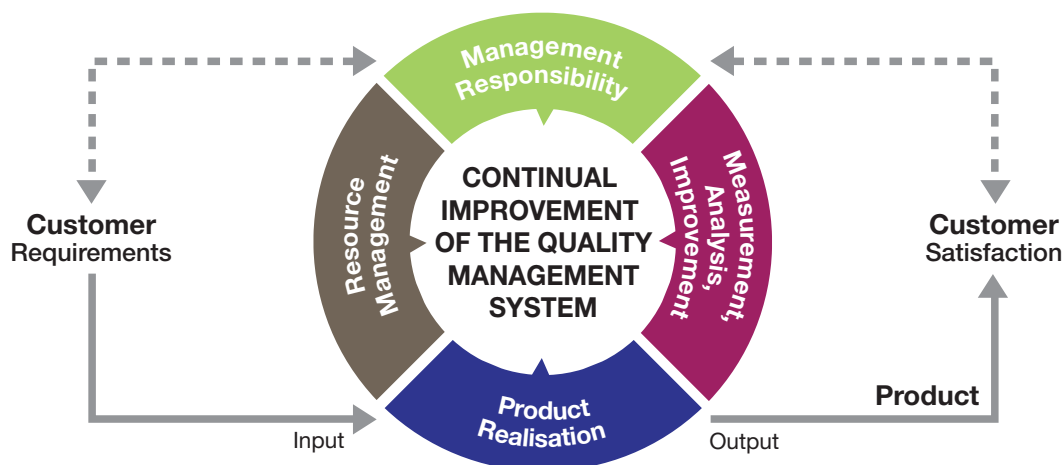 Management
Responsibility
Resource
Management
CONTINUAL
IMPROVEMENT
OF THE QUALITY
MANAGEMENT
SYSTEM
Measurement,
Analysis,
Improvement
Customer
Requirements
Customer
Satisfaction
Product
Realisation
Input
Output
Product